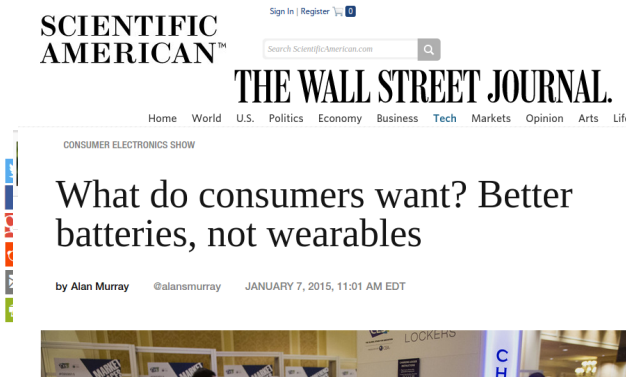 SCIENTIFIC
AMERICAN™
Sign In | Register 0
Search ScientificAmerican.com
THE WALL STREET JOURNAL.
Home World U.S. Politics Economy Business Tech Markets Opinion Arts
CONSUMER ELECTRONICS SHOW
What do consumers want? Better
batteries, not wearables
by Alan Murray @alansmurray JANUARY 7, 2015, 11:01 AM EDT
LOCKERS
C
H